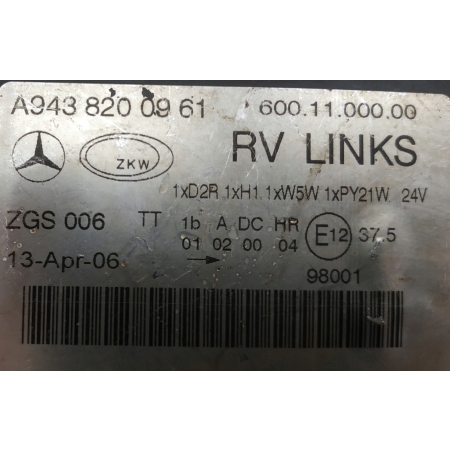 A943 820 09 61 600.11.000.00
ZKW RV LINKS
1xD2R 1xH1 1xW5W 1xPY21W 24V
ZGS 006 TT 1b A DC HR
01 02 00 04 E12 37.5
13-Apr-06 → 98001